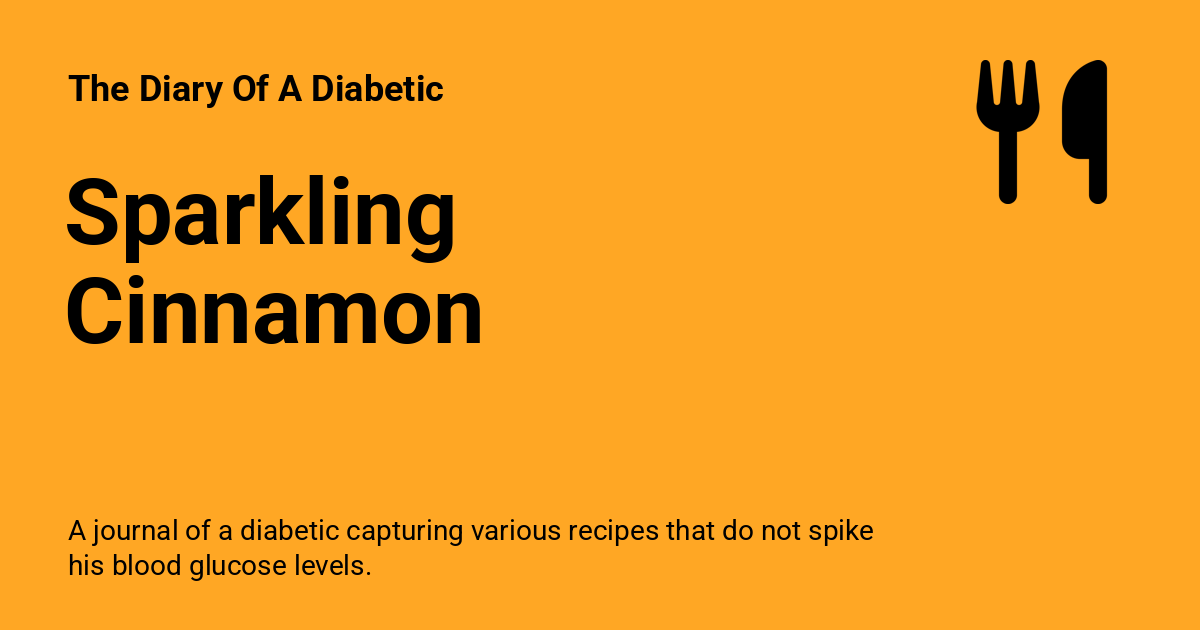 The Diary Of A Diabetic
Sparkling
Cinnamon
A journal of a diabetic capturing various recipes that do not spike
his blood glucose levels.